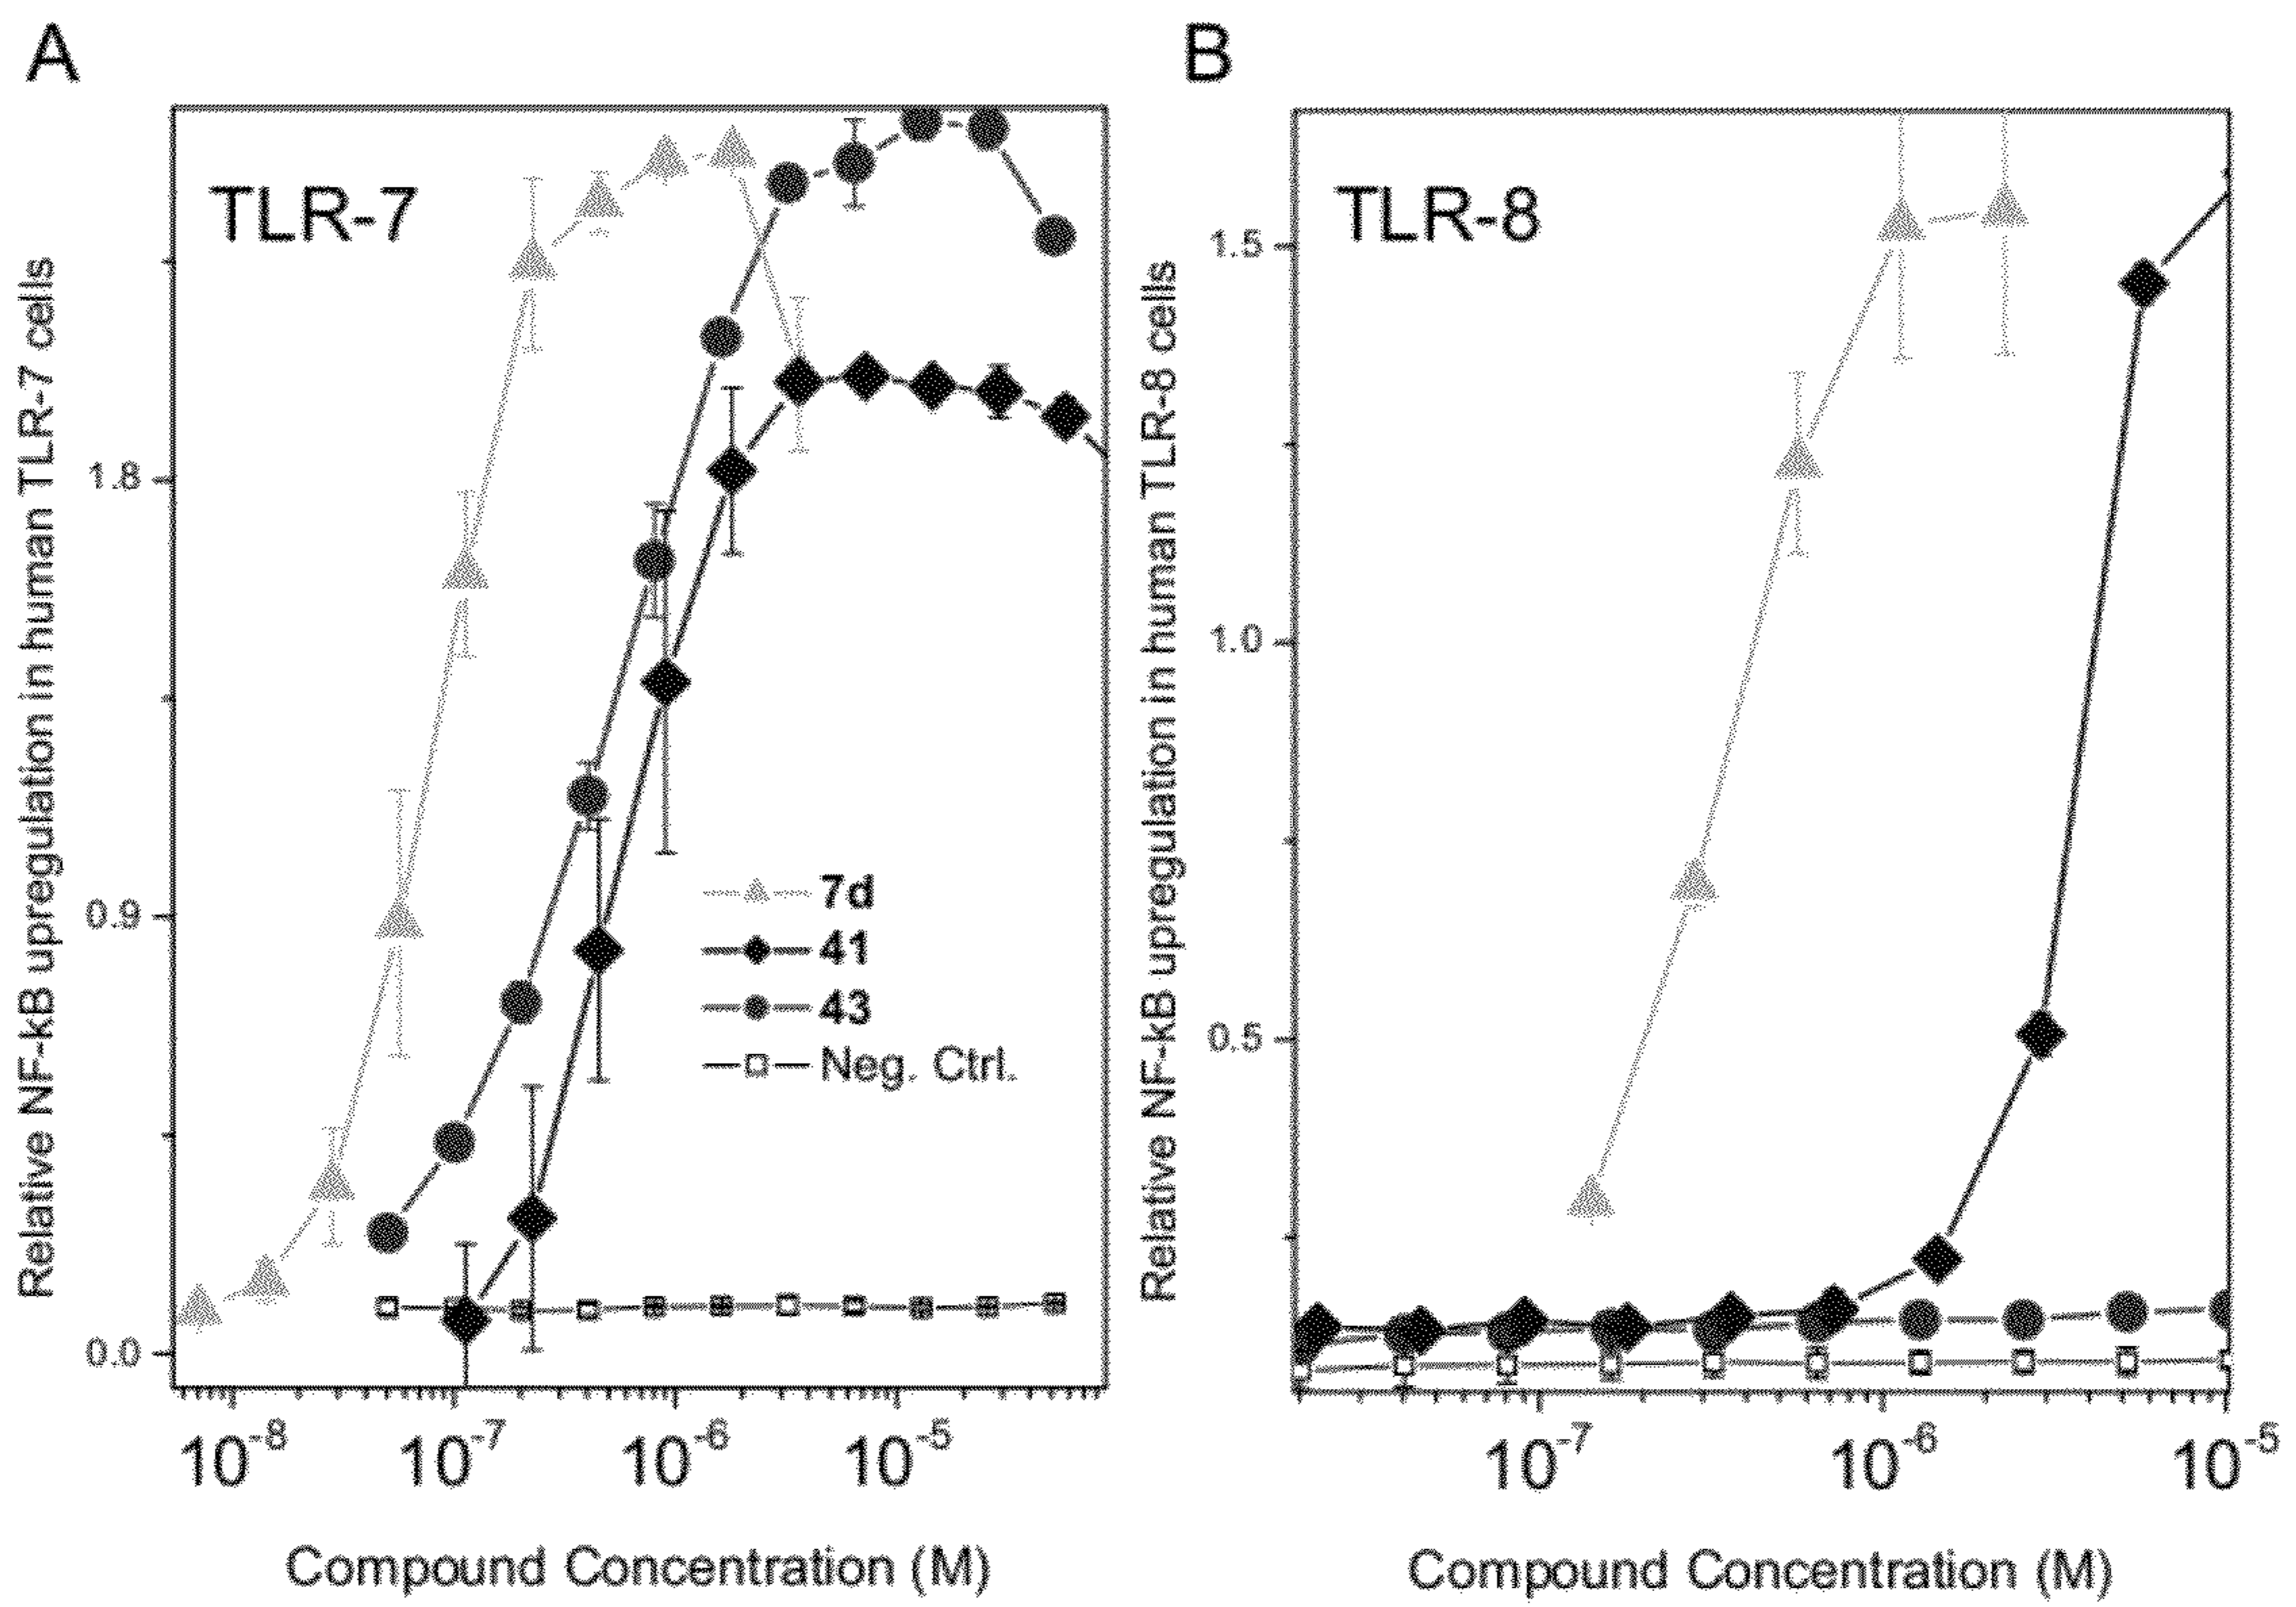 A
TLR-7
Relative NF-kB upregulation in human TLR-7 cells
1.8
0.9
0.0
7d
41
43
Neg. Ctrl.
10-8 10-7 10-6 10-5
Compound Concentration (M)
B
TLR-8
Relative NF-kB upregulation in human TLR-8 cells
1.5
1.0
0.5
10-7 10-6 10-5
Compound Concentration (M)